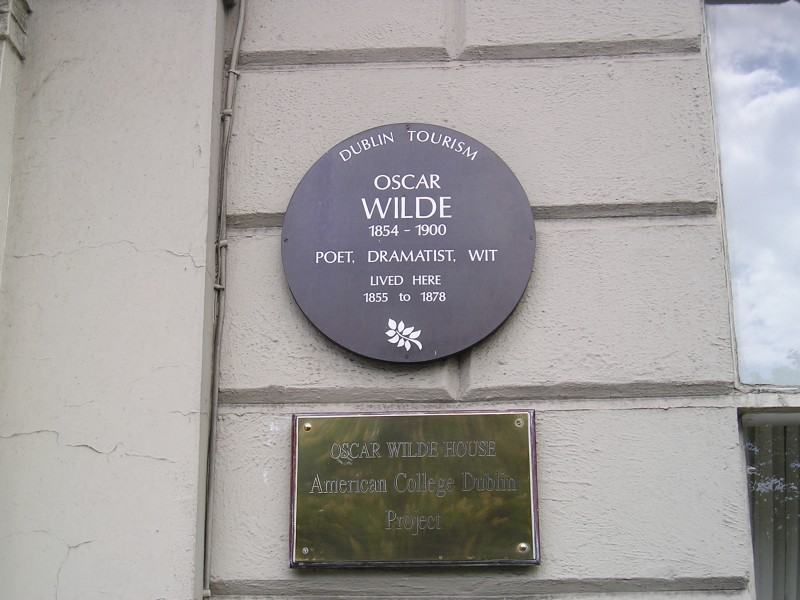 DUBLIN TOURISM
OSCAR
WILDE
1854 - 1900
POET, DRAMATIST, WIT
LIVED HERE
1855 to 1878
OSCAR WILDE HOUSE
American College Dublin
Project